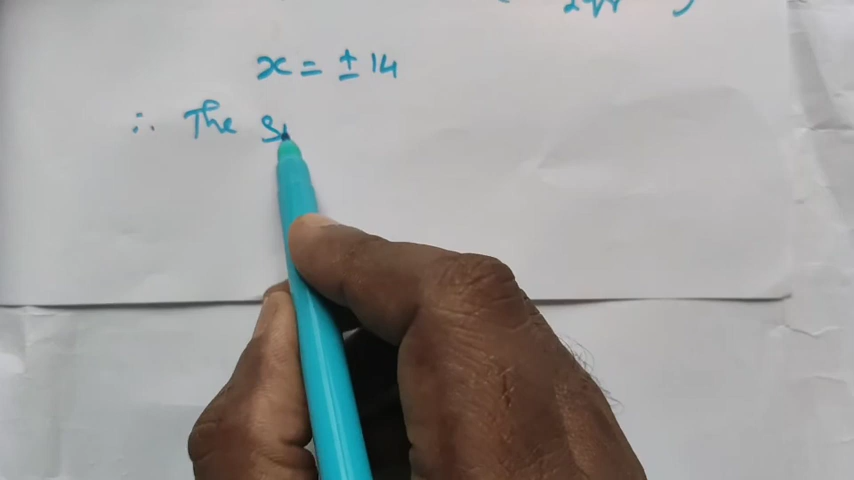 x = ± 14
∴ The